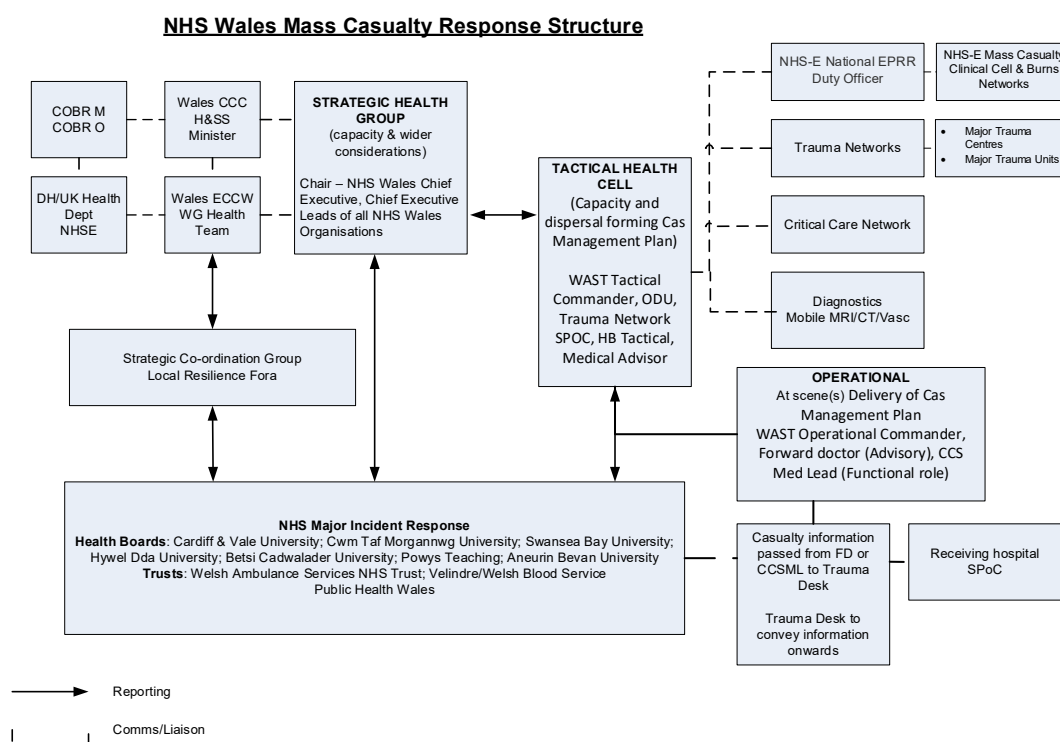 NHS Wales Mass Casualty Response Structure
COBR M
COBR O
Wales CCC
H&SS
Minister
DH/UK Health
Dept
NHSE
Wales ECCW
WG Health
Team
STRATEGIC HEALTH
GROUP
(capacity & wider
considerations)
Chair – NHS Wales Chief
Executive, Chief Executive
Leads of all NHS Wales
Organisations
TACTICAL HEALTH
CELL
(Capacity and
dispersal forming Cas
Management Plan)
WAST Tactical
Commander, ODU,
Trauma Network
SPOC, HB Tactical,
Medical Advisor
NHS-E National EPRR
Duty Officer
NHS-E Mass Casualty
Clinical Cell & Burns
Networks
Trauma Networks
• Major Trauma
Centres
• Major Trauma Units
Critical Care Network
Diagnostics
Mobile MRI/CT/Vasc
Strategic Co-ordination Group
Local Resilience Fora
OPERATIONAL
At scene(s) Delivery of Cas
Management Plan
WAST Operational Commander,
Forward doctor (Advisory), CCS
Med Lead (Functional role)
NHS Major Incident Response
Health Boards: Cardiff & Vale University; Cwm Taf Morgannwg University; Swansea Bay University;
Hywel Dda University; Betsi Cadwalader University; Powys Teaching; Aneurin Bevan University
Trusts: Welsh Ambulance Services NHS Trust; Velindre/Welsh Blood Service
Public Health Wales
Casualty information
passed from FD or
CCSML to Trauma
Desk
Trauma Desk to
convey information
onwards
Receiving hospital
SPoC
Reporting
Comms/Liaison